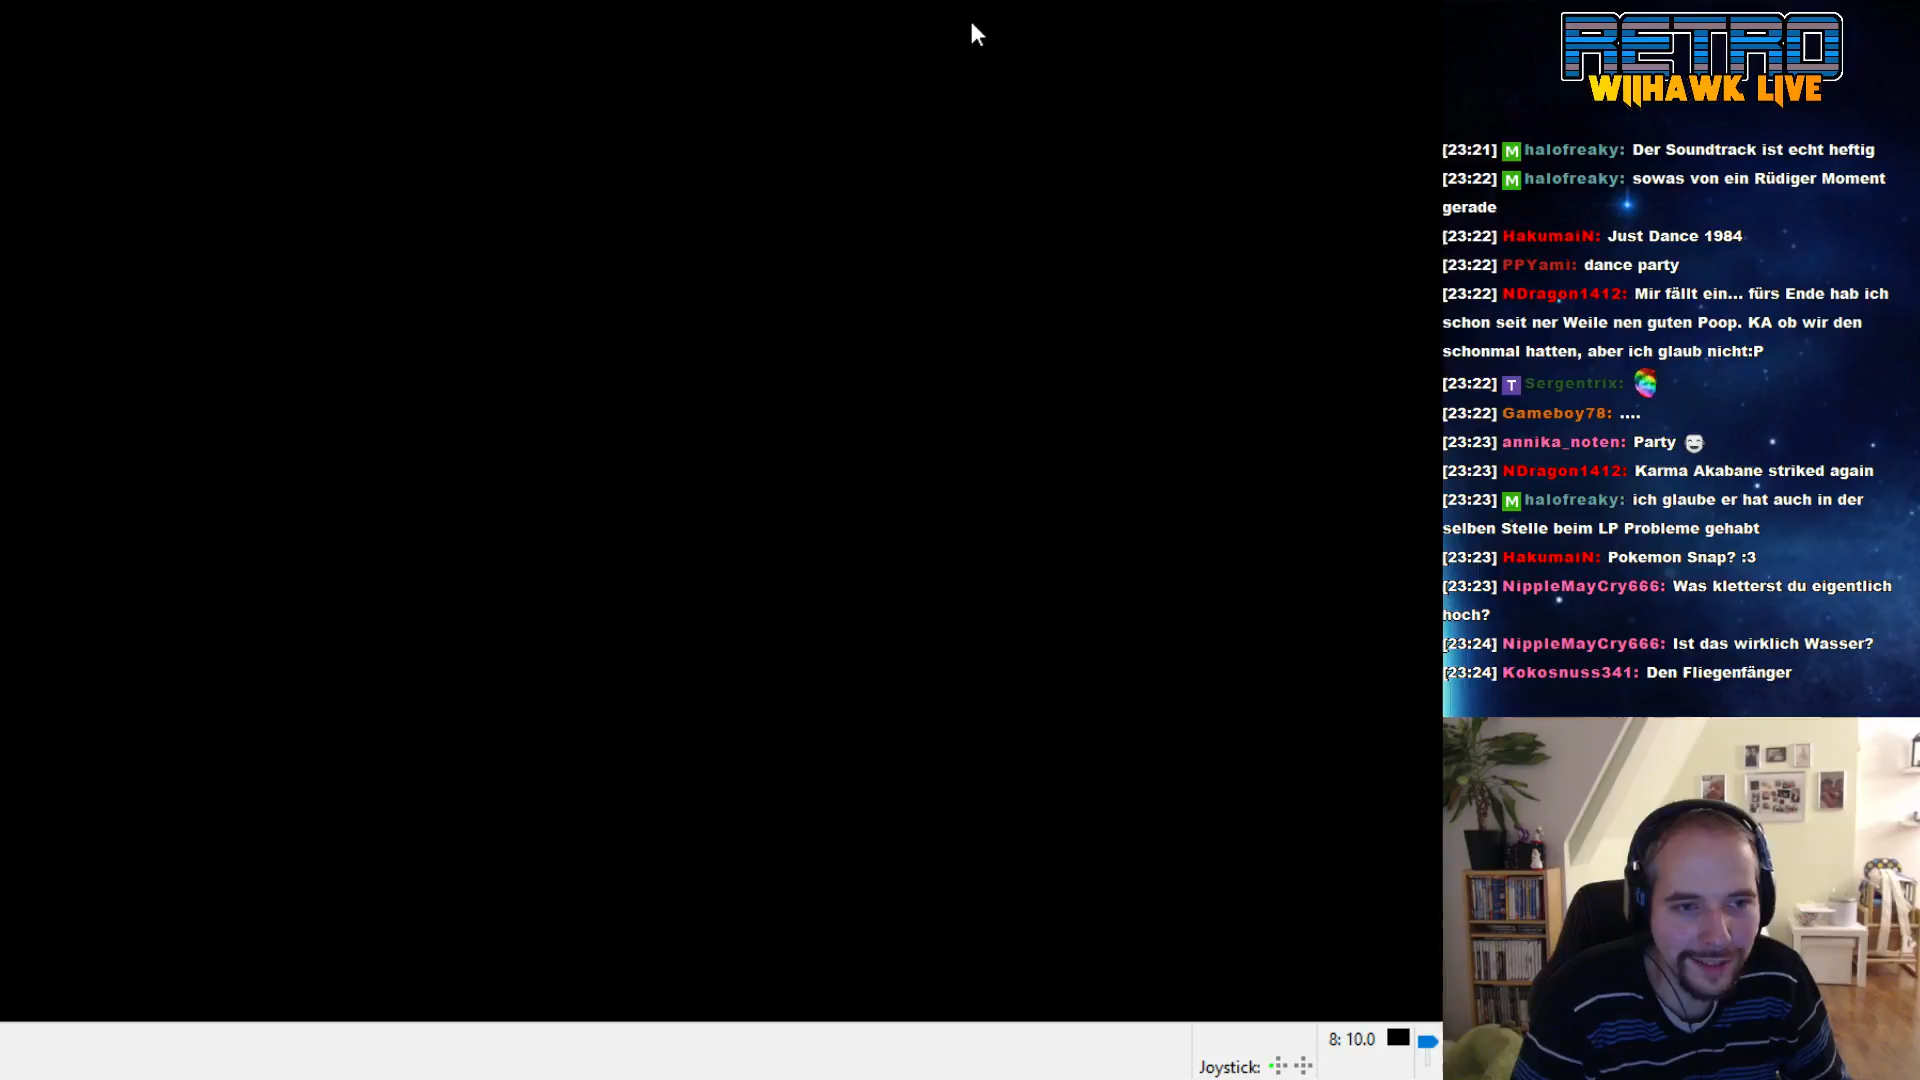 RETRO
WIIHAWK LIVE
[23:21] M halofreaky: Der Soundtrack ist echt heftig
[23:22] M halofreaky: sowas von ein Rüdiger Moment
gerade
[23:22] HakumaiN: Just Dance 1984
[23:22] PPYami: dance party
[23:22] NDragon1412: Mir fällt ein... fürs Ende hab ich
schon seit ner Weile nen guten Poop. KA ob wir den
schonmal hatten, aber ich glaub nicht:P
[23:22] T Sergentrix:
[23:22] Gameboy78: ....
[23:23] annika_noten: Party
[23:23] NDragon1412: Karma Akabane striked again
[23:23] M halofreaky: ich glaube er hat auch in der
selben Stelle beim LP Probleme gehabt
[23:23] HakumaiN: Pokemon Snap? :3
[23:23] NippleMayCry666: Was kletterst du eigentlich
hoch?
[23:24] NippleMayCry666: Ist das wirklich Wasser?
[23:24] Kokosnuss341: Den Fliegenfänger
8: 10.0
Joystick: